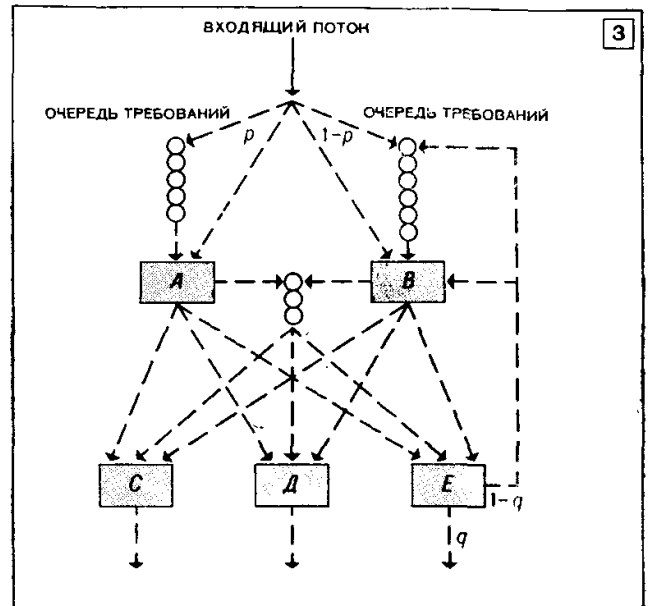 ВХОДЯЩИЙ ПОТОК
3
ОЧЕРЕДЬ ТРЕБОВАНИЙ
ОЧЕРЕДЬ ТРЕБОВАНИЙ
p
1-p
A
B
C
Д
E
1-q
q